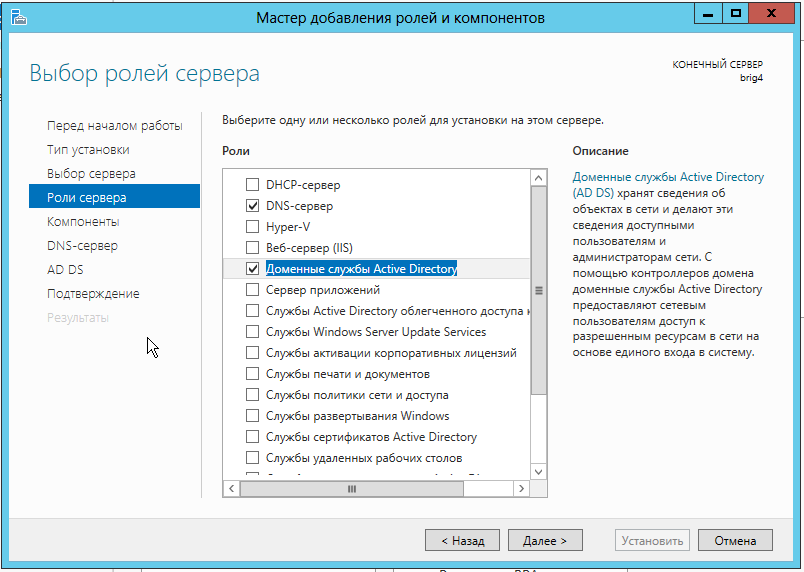 Мастер добавления ролей и компонентов
Выбор ролей сервера
КОНЕЧНЫЙ СЕРВЕР
brig4
Перед началом работы
Тип установки
Выбор сервера
Роли сервера
Компоненты
DNS-сервер
AD DS
Подтверждение
Результаты
Выберите одну или несколько ролей для установки на этом сервере.
Роли
DHCP-сервер
DNS-сервер
Hyper-V
Веб-сервер (IIS)
Доменные службы Active Directory
Сервер приложений
Службы Active Directory облегченного доступа
Службы Windows Server Update Services
Службы активации корпоративных лицензий
Службы печати и документов
Службы политики сети и доступа
Службы развертывания Windows
Службы сертификатов Active Directory
Службы удаленных рабочих столов
Описание
Доменные службы Active Directory
(AD DS) хранят сведения об
объектах в сети и делают эти
сведения доступными
пользователям и
администраторам сети. С
помощью контроллеров домена
доменные службы Active Directory
предоставляют сетевым
пользователям доступ к
разрешенным ресурсам в сети на
основе единого входа в систему.
< Назад
Далее >
Установить
Отмена